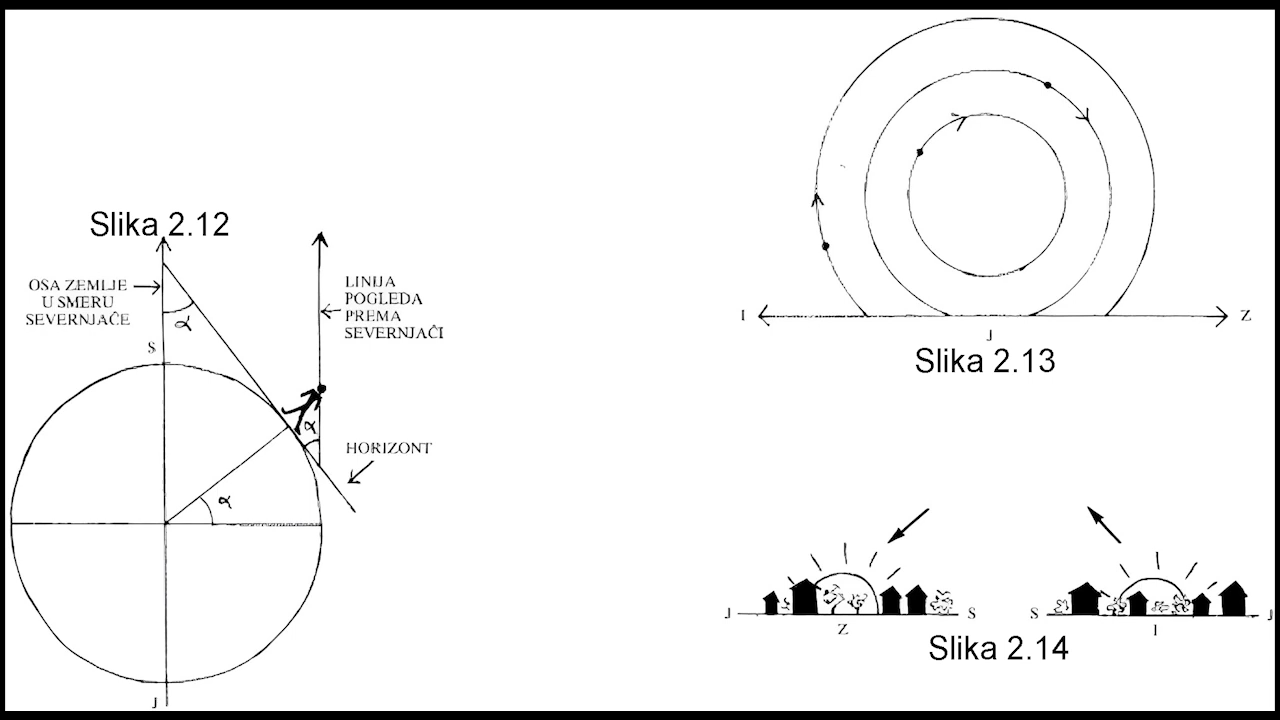 Slika 2.12
OSA ZEMLJE
U SMERU
SEVERNJAČE
α
S
LINIJA
POGLEDA
PREMA
SEVERNJAČI
α
HORIZONT
α
J
I
Z
J
Slika 2.13
J
S
Z
S
J
I
Slika 2.14